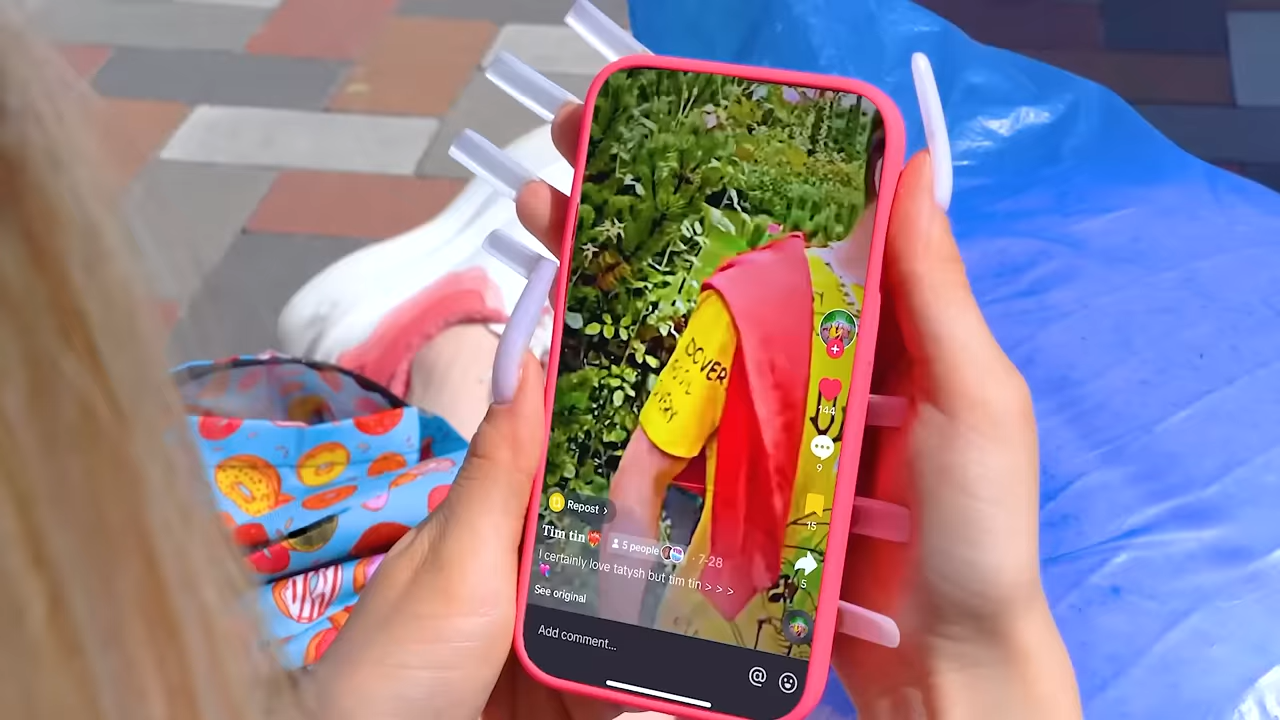 DOVER
144
9
15
5
Repost >
Tim tin
5 people
· 7-28
I certainly love tatysh but tim tin > > >
See original
Add comment...
@